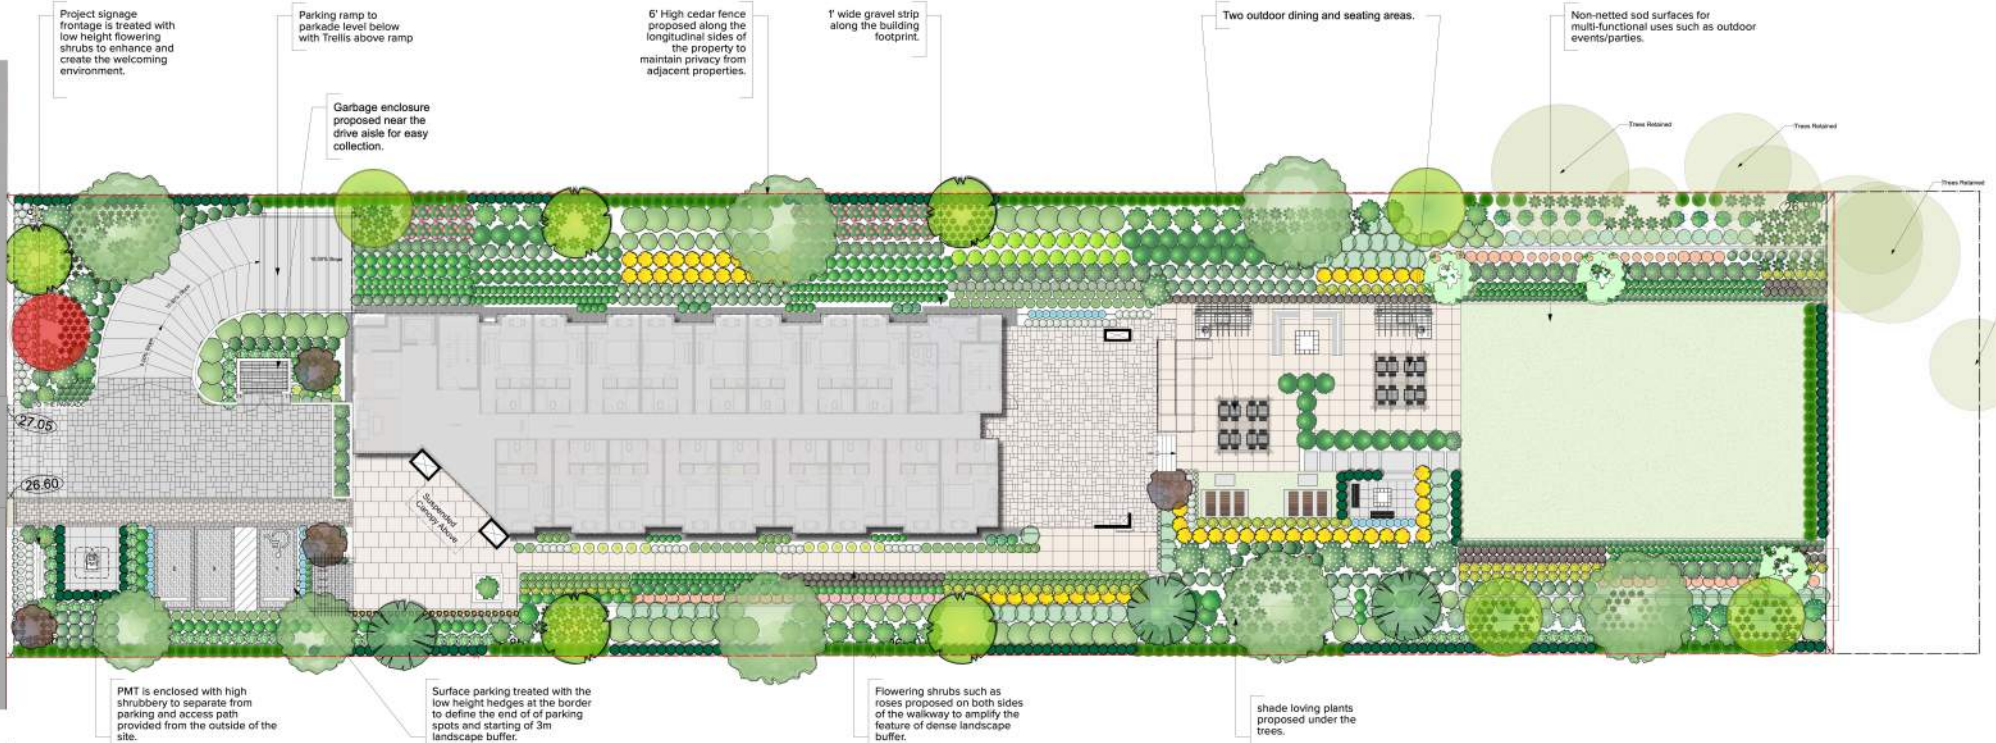 Project signage
frontage is treated with
low height flowering
shrubs to enhance and
create the welcoming
environment.
Parking ramp to
parkade level below
with Trellis above ramp
Garbage enclosure
proposed near the
drive aisle for easy
collection.
6' High cedar fence
proposed along the
longitudinal sides of
the property to
maintain privacy from
adjacent properties.
1' wide gravel strip
along the building
footprint.
Two outdoor dining and seating areas.
Non-netted sod surfaces for
multi-functional uses such as outdoor
events/parties.
Trees Retained
Trees Retained
Trees Retained
27.05
26.60
Suspended
Canopy Above
PMT is enclosed with high
shrubbery to separate from
parking and access path
provided from the outside of the
site.
Surface parking treated with the
low height hedges at the border
to define the end of of parking
spots and starting of 3m
landscape buffer.
Flowering shrubs such as
roses proposed on both sides
of the walkway to amplify the
feature of dense landscape
buffer.
shade loving plants
proposed under the
trees.